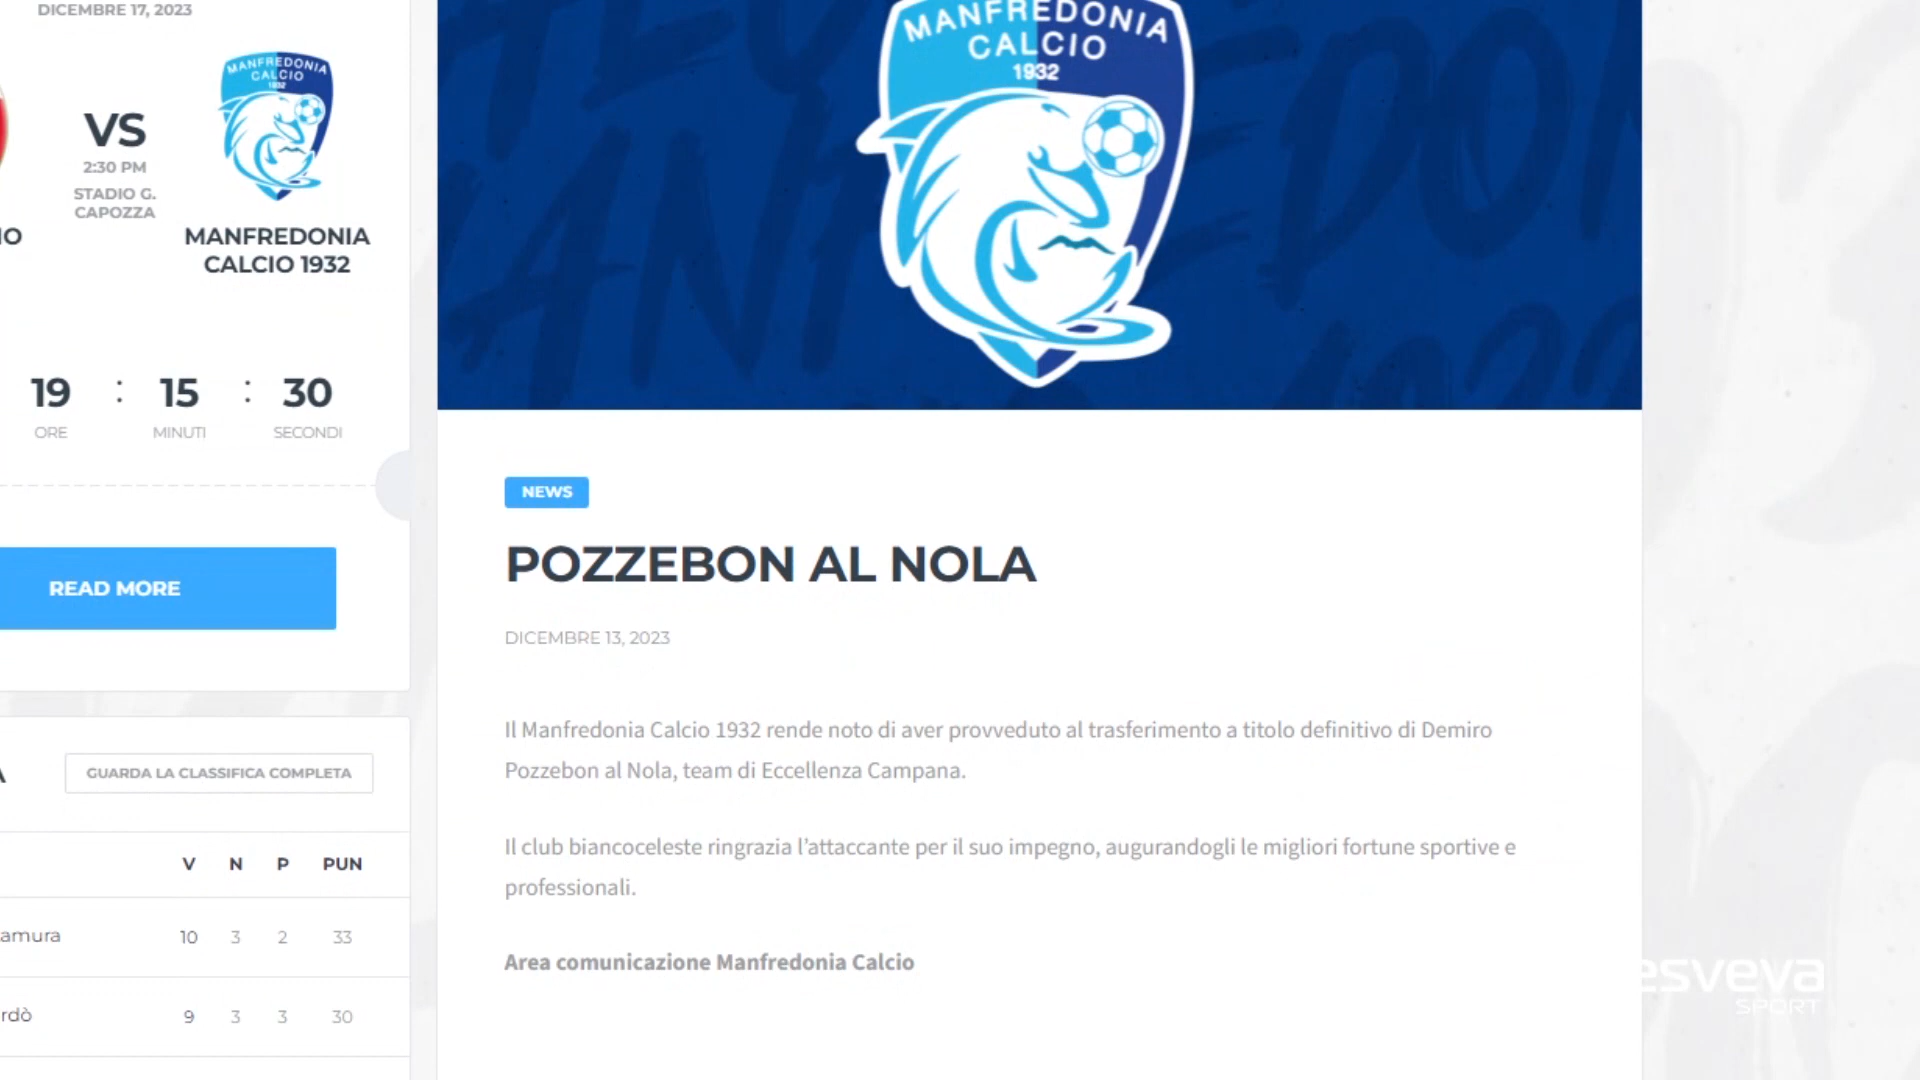 DICEMBRE 17, 2023
VS
2:30 PM
STADIO G.
CAPOZZA
MANFREDONIA
CALCIO
1932
MANFREDONIA
CALCIO 1932
19 : 15 : 30
ORE MINUTI SECONDI
READ MORE
GUARDA LA CLASSIFICA COMPLETA
V N P PUN
amura 10 3 2 33
rdò 9 3 3 30
MANFREDONIA
CALCIO
1932
NEWS
POZZEBON AL NOLA
DICEMBRE 13, 2023
Il Manfredonia Calcio 1932 rende noto di aver provveduto al trasferimento a titolo definitivo di Demiro
Pozzebon al Nola, team di Eccellenza Campana.
Il club biancoceleste ringrazia l'attaccante per il suo impegno, augurandogli le migliori fortune sportive e
professionali.
Area comunicazione Manfredonia Calcio
esveva
SPORT